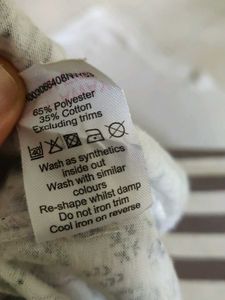 65% Polyester
35% Cotton
Excluding trims
40
Wash as synthetics
inside out
Wash with similar
colours
Re-shape whilst damp
Do not iron trim
Cool iron on reverse